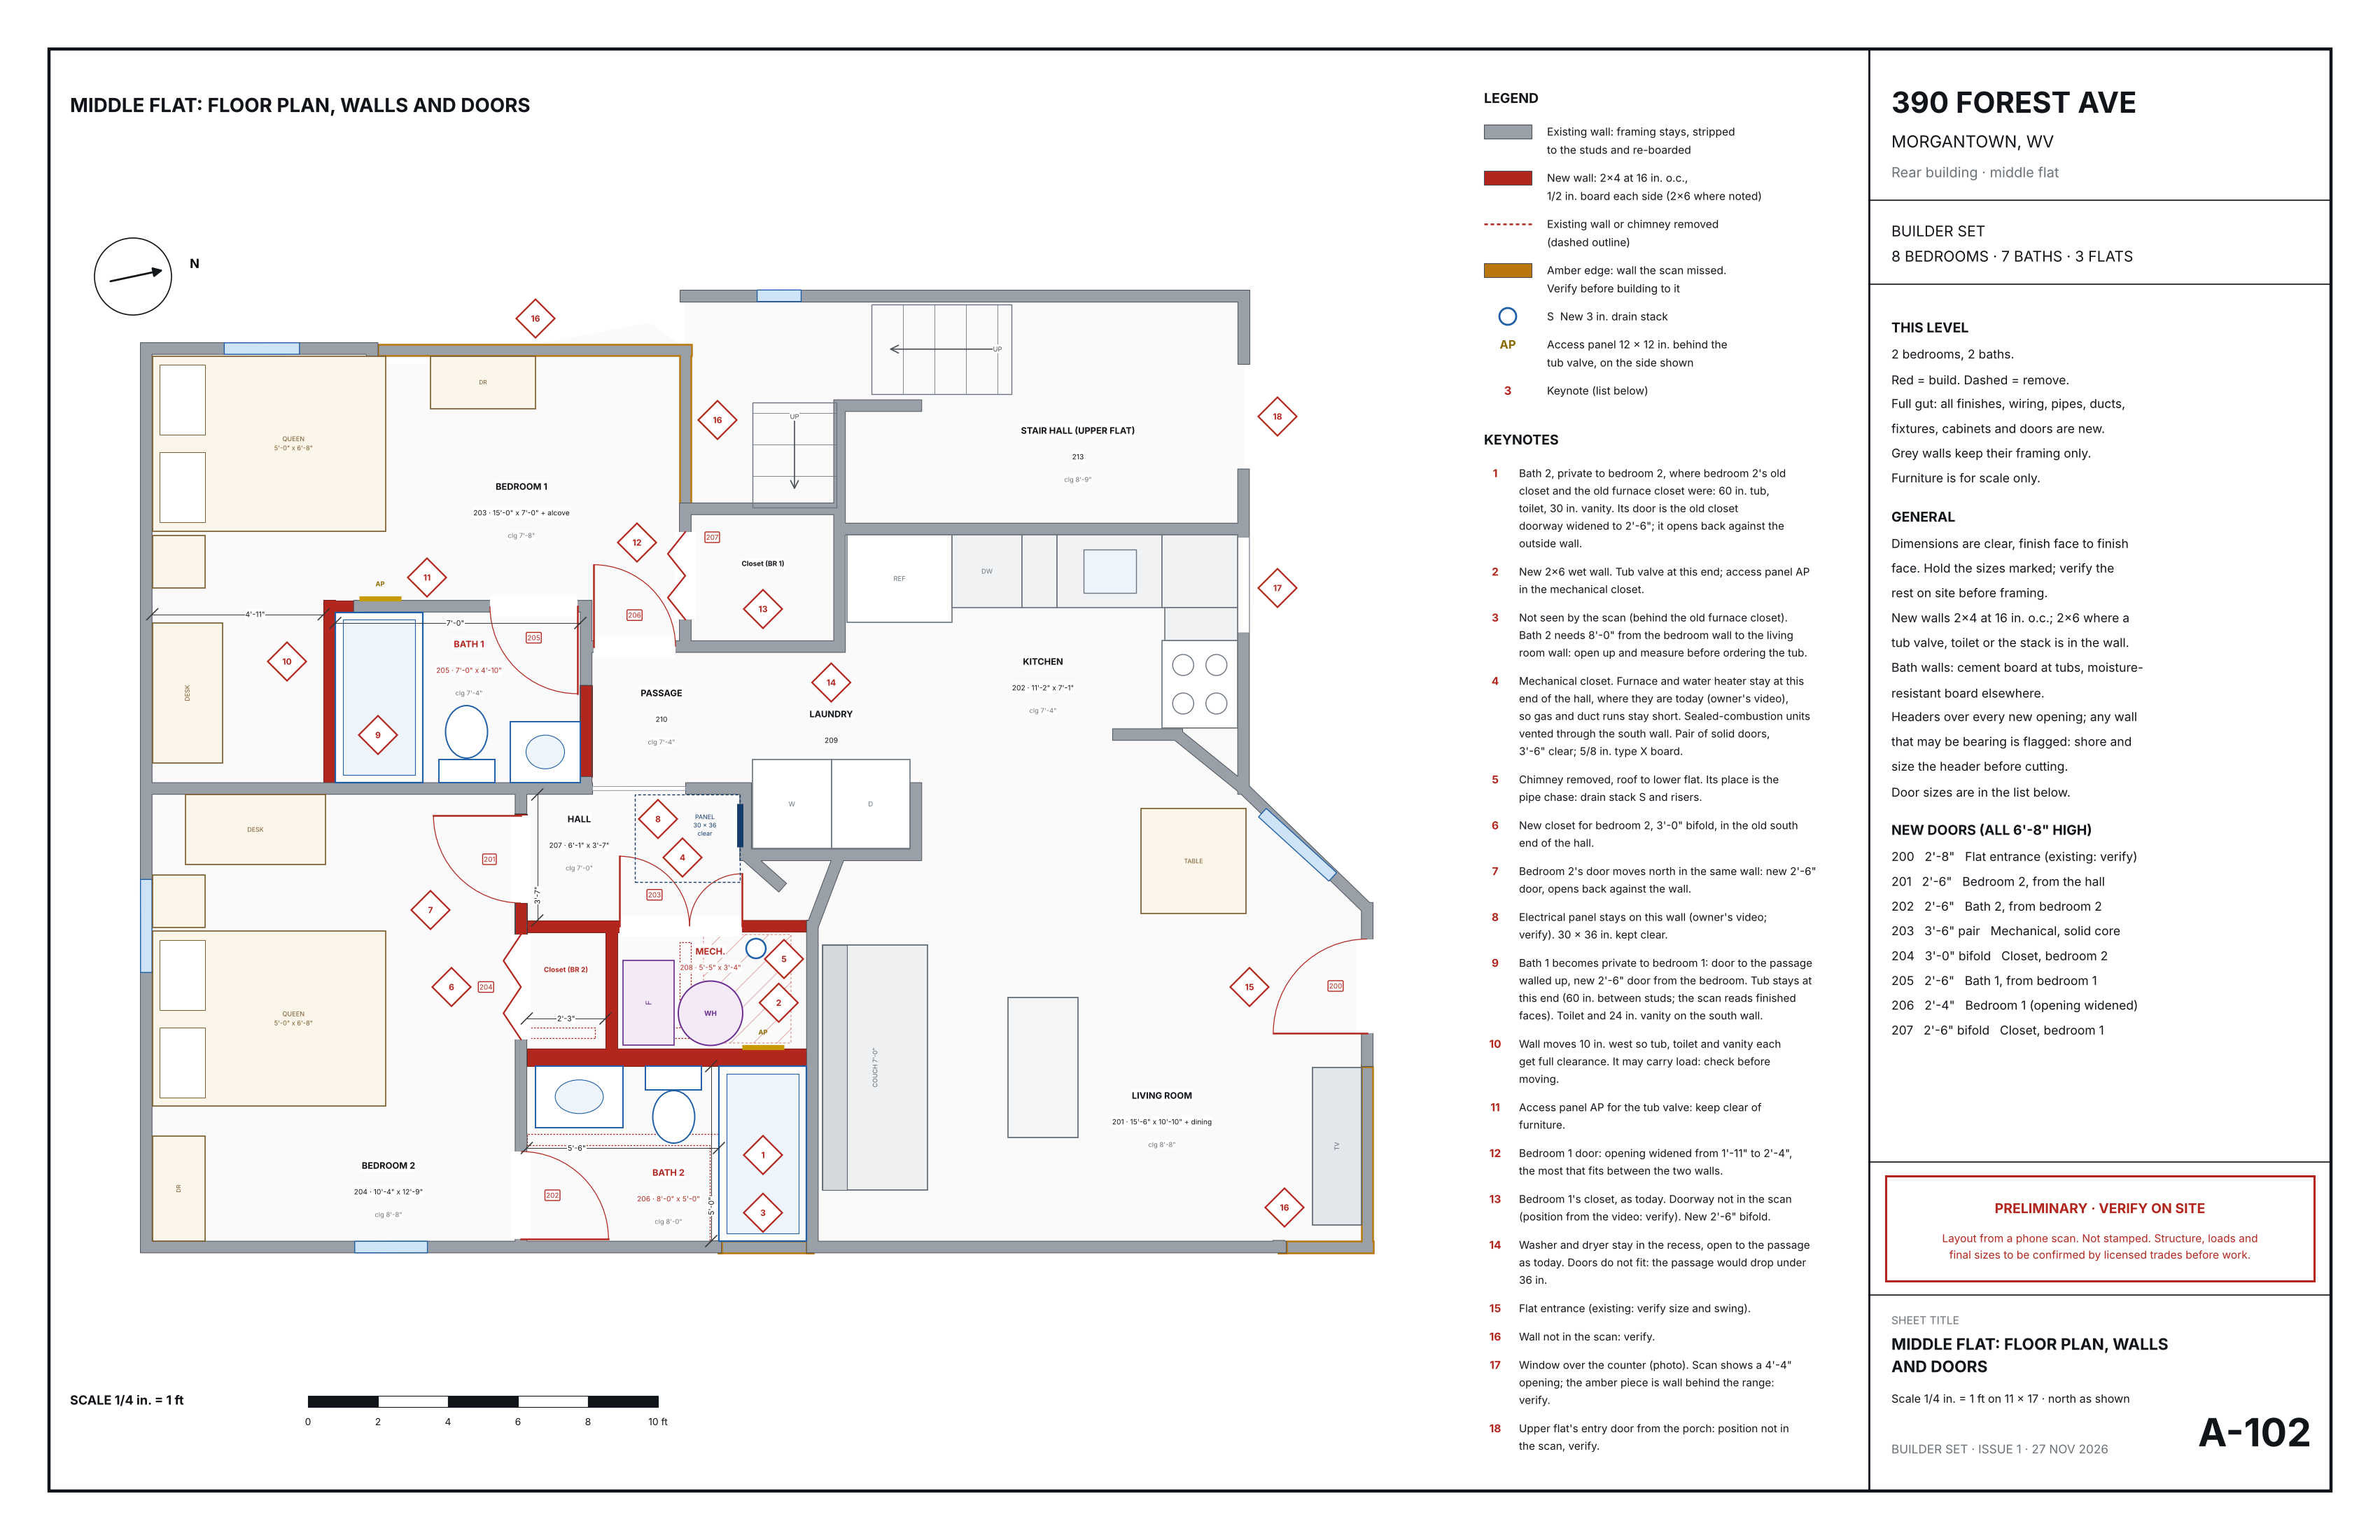 MIDDLE FLAT: FLOOR PLAN, WALLS AND DOORS
N
16
UP
UP
16
18
STAIR HALL (UPPER FLAT)
213
clg 8'-9"
QUEEN
5'-0" x 6'-8"
DR
BEDROOM 1
203 · 15'-0" x 7'-0" + alcove
clg 7'-8"
12
207
Closet (BR 1)
13
206
11
AP
REF
DW
17
4'-11"
7'-0"
BATH 1
205
205 · 7'-0" x 4'-10"
clg 7'-4"
10
9
DESK
PASSAGE
210
clg 7'-4"
14
LAUNDRY
209
KITCHEN
202 · 11'-2" x 7'-1"
clg 7'-4"
DESK
201
7
HALL
207 · 6'-1" x 3'-7"
clg 7'-0"
3'-7"
8
PANEL
30 × 36
clear
4
203
W
D
TABLE
QUEEN
5'-0" x 6'-8"
6
204
Closet (BR 2)
2'-3"
MECH.
208 · 5'-5" x 3'-4"
5
2
F
WH
AP
15
200
COUCH 7'-0"
LIVING ROOM
201 · 15'-6" x 10'-10" + dining
clg 8'-8"
TV
16
5'-6"
BATH 2
206 · 8'-0" x 5'-0"
clg 8'-0"
5'-0"
1
3
202
BEDROOM 2
204 · 10'-4" x 12'-9"
clg 8'-8"
DR
SCALE 1/4 in. = 1 ft
0 2 4 6 8 10 ft
LEGEND
Existing wall: framing stays, stripped
to the studs and re-boarded
New wall: 2×4 at 16 in. o.c.,
1/2 in. board each side (2×6 where noted)
Existing wall or chimney removed
(dashed outline)
Amber edge: wall the scan missed.
Verify before building to it
S New 3 in. drain stack
AP Access panel 12 × 12 in. behind the
tub valve, on the side shown
3 Keynote (list below)
KEYNOTES
1 Bath 2, private to bedroom 2, where bedroom 2's old
closet and the old furnace closet were: 60 in. tub,
toilet, 30 in. vanity. Its door is the old closet
doorway widened to 2'-6"; it opens back against the
outside wall.
2 New 2×6 wet wall. Tub valve at this end; access panel AP
in the mechanical closet.
3 Not seen by the scan (behind the old furnace closet).
Bath 2 needs 8'-0" from the bedroom wall to the living
room wall: open up and measure before ordering the tub.
4 Mechanical closet. Furnace and water heater stay at this
end of the hall, where they are today (owner's video),
so gas and duct runs stay short. Sealed-combustion units
vented through the south wall. Pair of solid doors,
3'-6" clear; 5/8 in. type X board.
5 Chimney removed, roof to lower flat. Its place is the
pipe chase: drain stack S and risers.
6 New closet for bedroom 2, 3'-0" bifold, in the old south
end of the hall.
7 Bedroom 2's door moves north in the same wall: new 2'-6"
door, opens back against the wall.
8 Electrical panel stays on this wall (owner's video;
verify). 30 × 36 in. kept clear.
9 Bath 1 becomes private to bedroom 1: door to the passage
walled up, new 2'-6" door from the bedroom. Tub stays at
this end (60 in. between studs; the scan reads finished
faces). Toilet and 24 in. vanity on the south wall.
10 Wall moves 10 in. west so tub, toilet and vanity each
get full clearance. It may carry load: check before
moving.
11 Access panel AP for the tub valve: keep clear of
furniture.
12 Bedroom 1 door: opening widened from 1'-11" to 2'-4",
the most that fits between the two walls.
13 Bedroom 1's closet, as today. Doorway not in the scan
(position from the video: verify). New 2'-6" bifold.
14 Washer and dryer stay in the recess, open to the passage
as today. Doors do not fit: the passage would drop under
36 in.
15 Flat entrance (existing: verify size and swing).
16 Wall not in the scan: verify.
17 Window over the counter (photo). Scan shows a 4'-4"
opening; the amber piece is wall behind the range:
verify.
18 Upper flat's entry door from the porch: position not in
the scan, verify.
390 FOREST AVE
MORGANTOWN, WV
Rear building · middle flat
BUILDER SET
8 BEDROOMS · 7 BATHS · 3 FLATS
THIS LEVEL
2 bedrooms, 2 baths.
Red = build. Dashed = remove.
Full gut: all finishes, wiring, pipes, ducts,
fixtures, cabinets and doors are new.
Grey walls keep their framing only.
Furniture is for scale only.
GENERAL
Dimensions are clear, finish face to finish
face. Hold the sizes marked; verify the
rest on site before framing.
New walls 2×4 at 16 in. o.c.; 2×6 where a
tub valve, toilet or the stack is in the wall.
Bath walls: cement board at tubs, moisture-
resistant board elsewhere.
Headers over every new opening; any wall
that may be bearing is flagged: shore and
size the header before cutting.
Door sizes are in the list below.
NEW DOORS (ALL 6'-8" HIGH)
200 2'-8" Flat entrance (existing: verify)
201 2'-6" Bedroom 2, from the hall
202 2'-6" Bath 2, from bedroom 2
203 3'-6" pair Mechanical, solid core
204 3'-0" bifold Closet, bedroom 2
205 2'-6" Bath 1, from bedroom 1
206 2'-4" Bedroom 1 (opening widened)
207 2'-6" bifold Closet, bedroom 1
PRELIMINARY · VERIFY ON SITE
Layout from a phone scan. Not stamped. Structure, loads and
final sizes to be confirmed by licensed trades before work.
SHEET TITLE
MIDDLE FLAT: FLOOR PLAN, WALLS
AND DOORS
Scale 1/4 in. = 1 ft on 11 × 17 · north as shown
BUILDER SET · ISSUE 1 · 27 NOV 2026
A-102